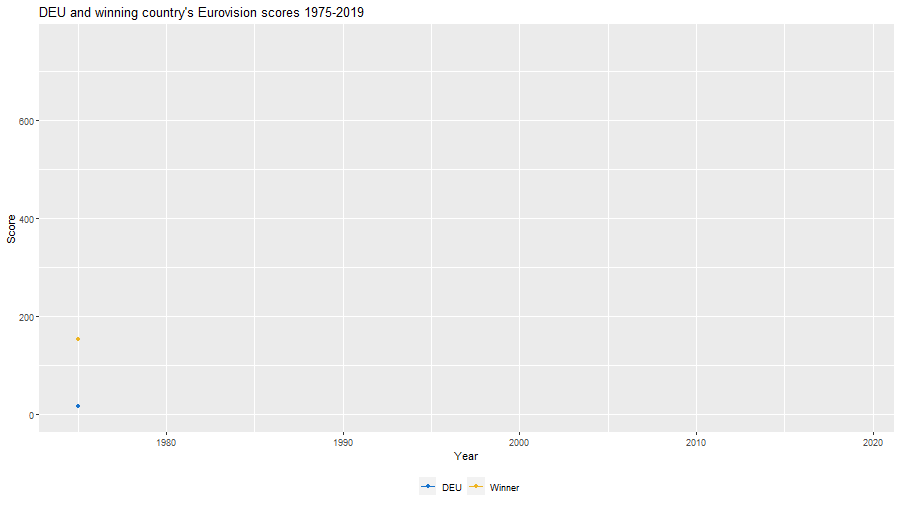 DEU and winning country's Eurovision scores 1975-2019
Score
600
400
200
0
1980 1990 2000 2010 2020
Year
DEU Winner